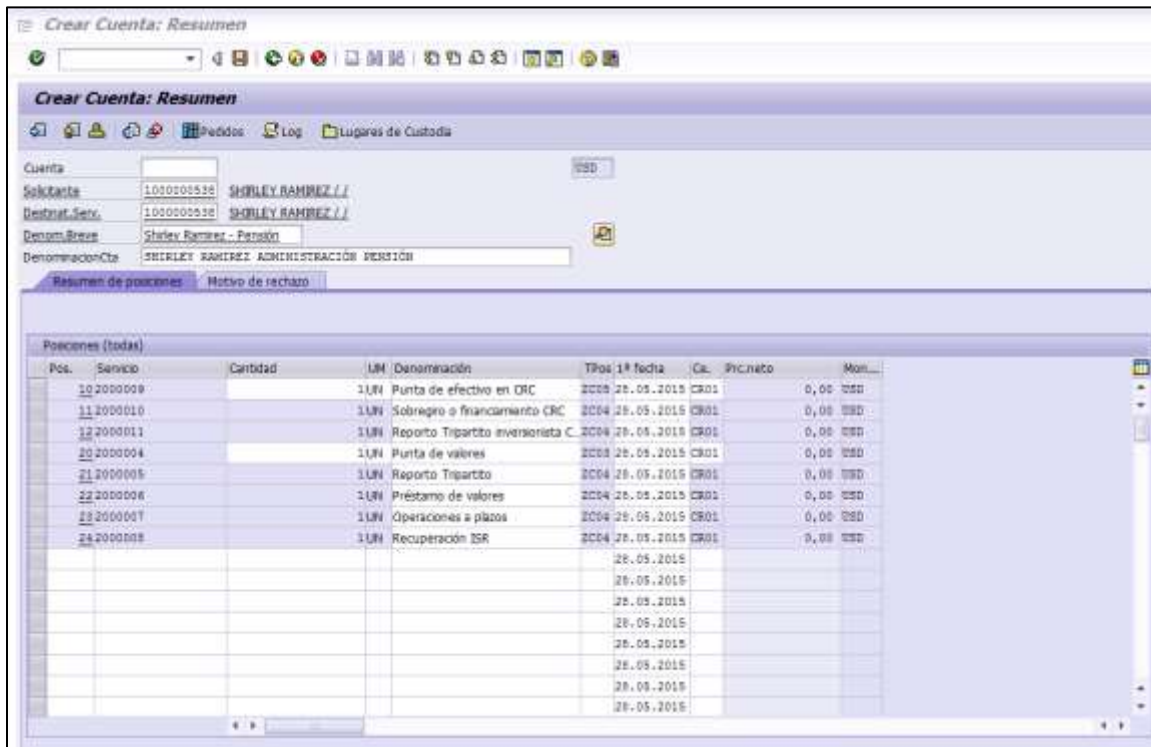 Crear Cuenta: Resumen
Crear Cuenta: Resumen
Pedidos Log Lugares de Custodia
Cuenta USD
Solicitante 1000000536 SHIRLEY RAMIREZ / /
Destinat.Serv. 1000000536 SHIRLEY RAMIREZ / /
Denom.Breve Shirley Ramirez - Pensión
DenominacionCta SHIRLEY RAMIREZ ADMINISTRACIÓN PENSIÓN
Resumen de posiciones Motivo de rechazo
Posiciones (todas)
Pos. Servicio Cantidad UM Denominación TPos 1ª fecha Ce. Prc.neto Mon...
10 2000009 1 UN Punta de efectivo en CRC 28.05.2015 CR01 0,00 USD
11 2000010 1 UN Sobregiro o financiamiento CRC ZC04 28.05.2015 CR01 0,00 USD
12 2000011 1 UN Reporto Tripartito inversionista C... ZC04 28.05.2015 CR01 0,00 USD
20 2000004 1 UN Punta de valores 28.05.2015 CR01 0,00 USD
21 2000005 1 UN Reporto Tripartito ZC04 28.05.2015 CR01 0,00 USD
22 2000006 1 UN Préstamo de valores ZC04 28.05.2015 CR01 0,00 USD
23 2000007 1 UN Operaciones a plazos ZC04 28.05.2015 CR01 0,00 USD
24 2000008 1 UN Recuperación ISR ZC04 28.05.2015 CR01 0,00 USD
28.05.2015
28.05.2015
28.05.2015
28.05.2015
28.05.2015
28.05.2015
28.05.2015
28.05.2015